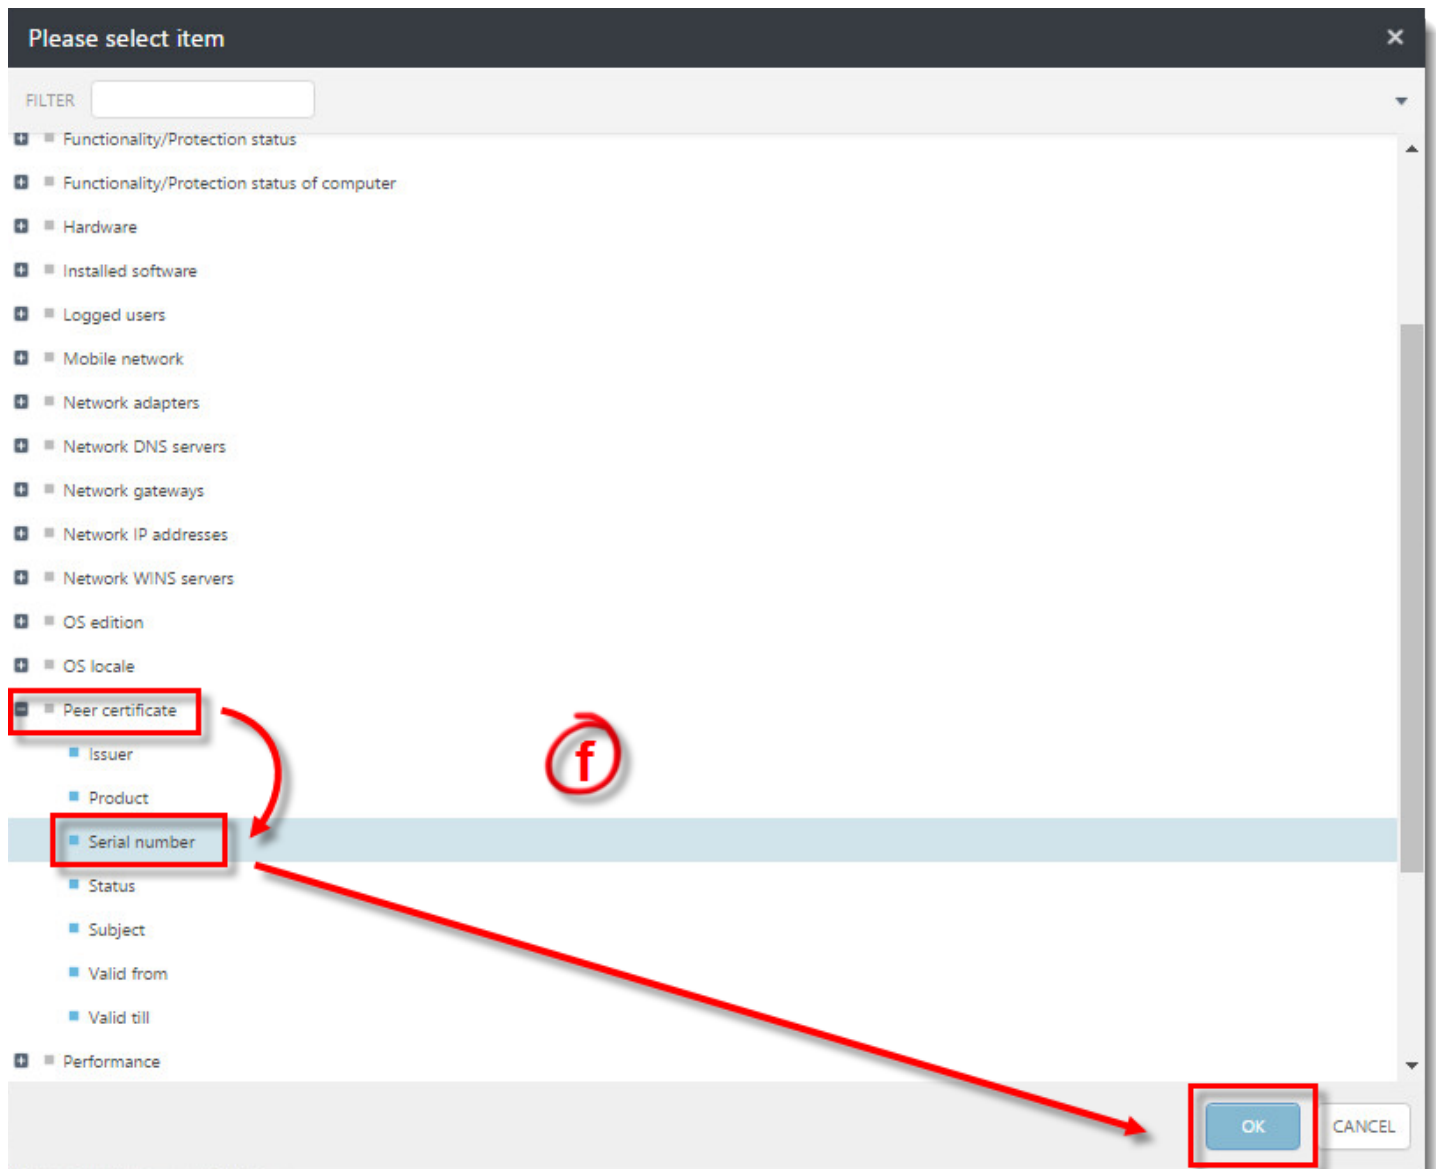 Please select item
FILTER
Functionality/Protection status
Functionality/Protection status of computer
Hardware
Installed software
Logged users
Mobile network
Network adapters
Network DNS servers
Network gateways
Network IP addresses
Network WINS servers
OS edition
OS locale
Peer certificate
Issuer
f
Product
Serial number
Status
Subject
Valid from
Valid till
Performance
OK CANCEL